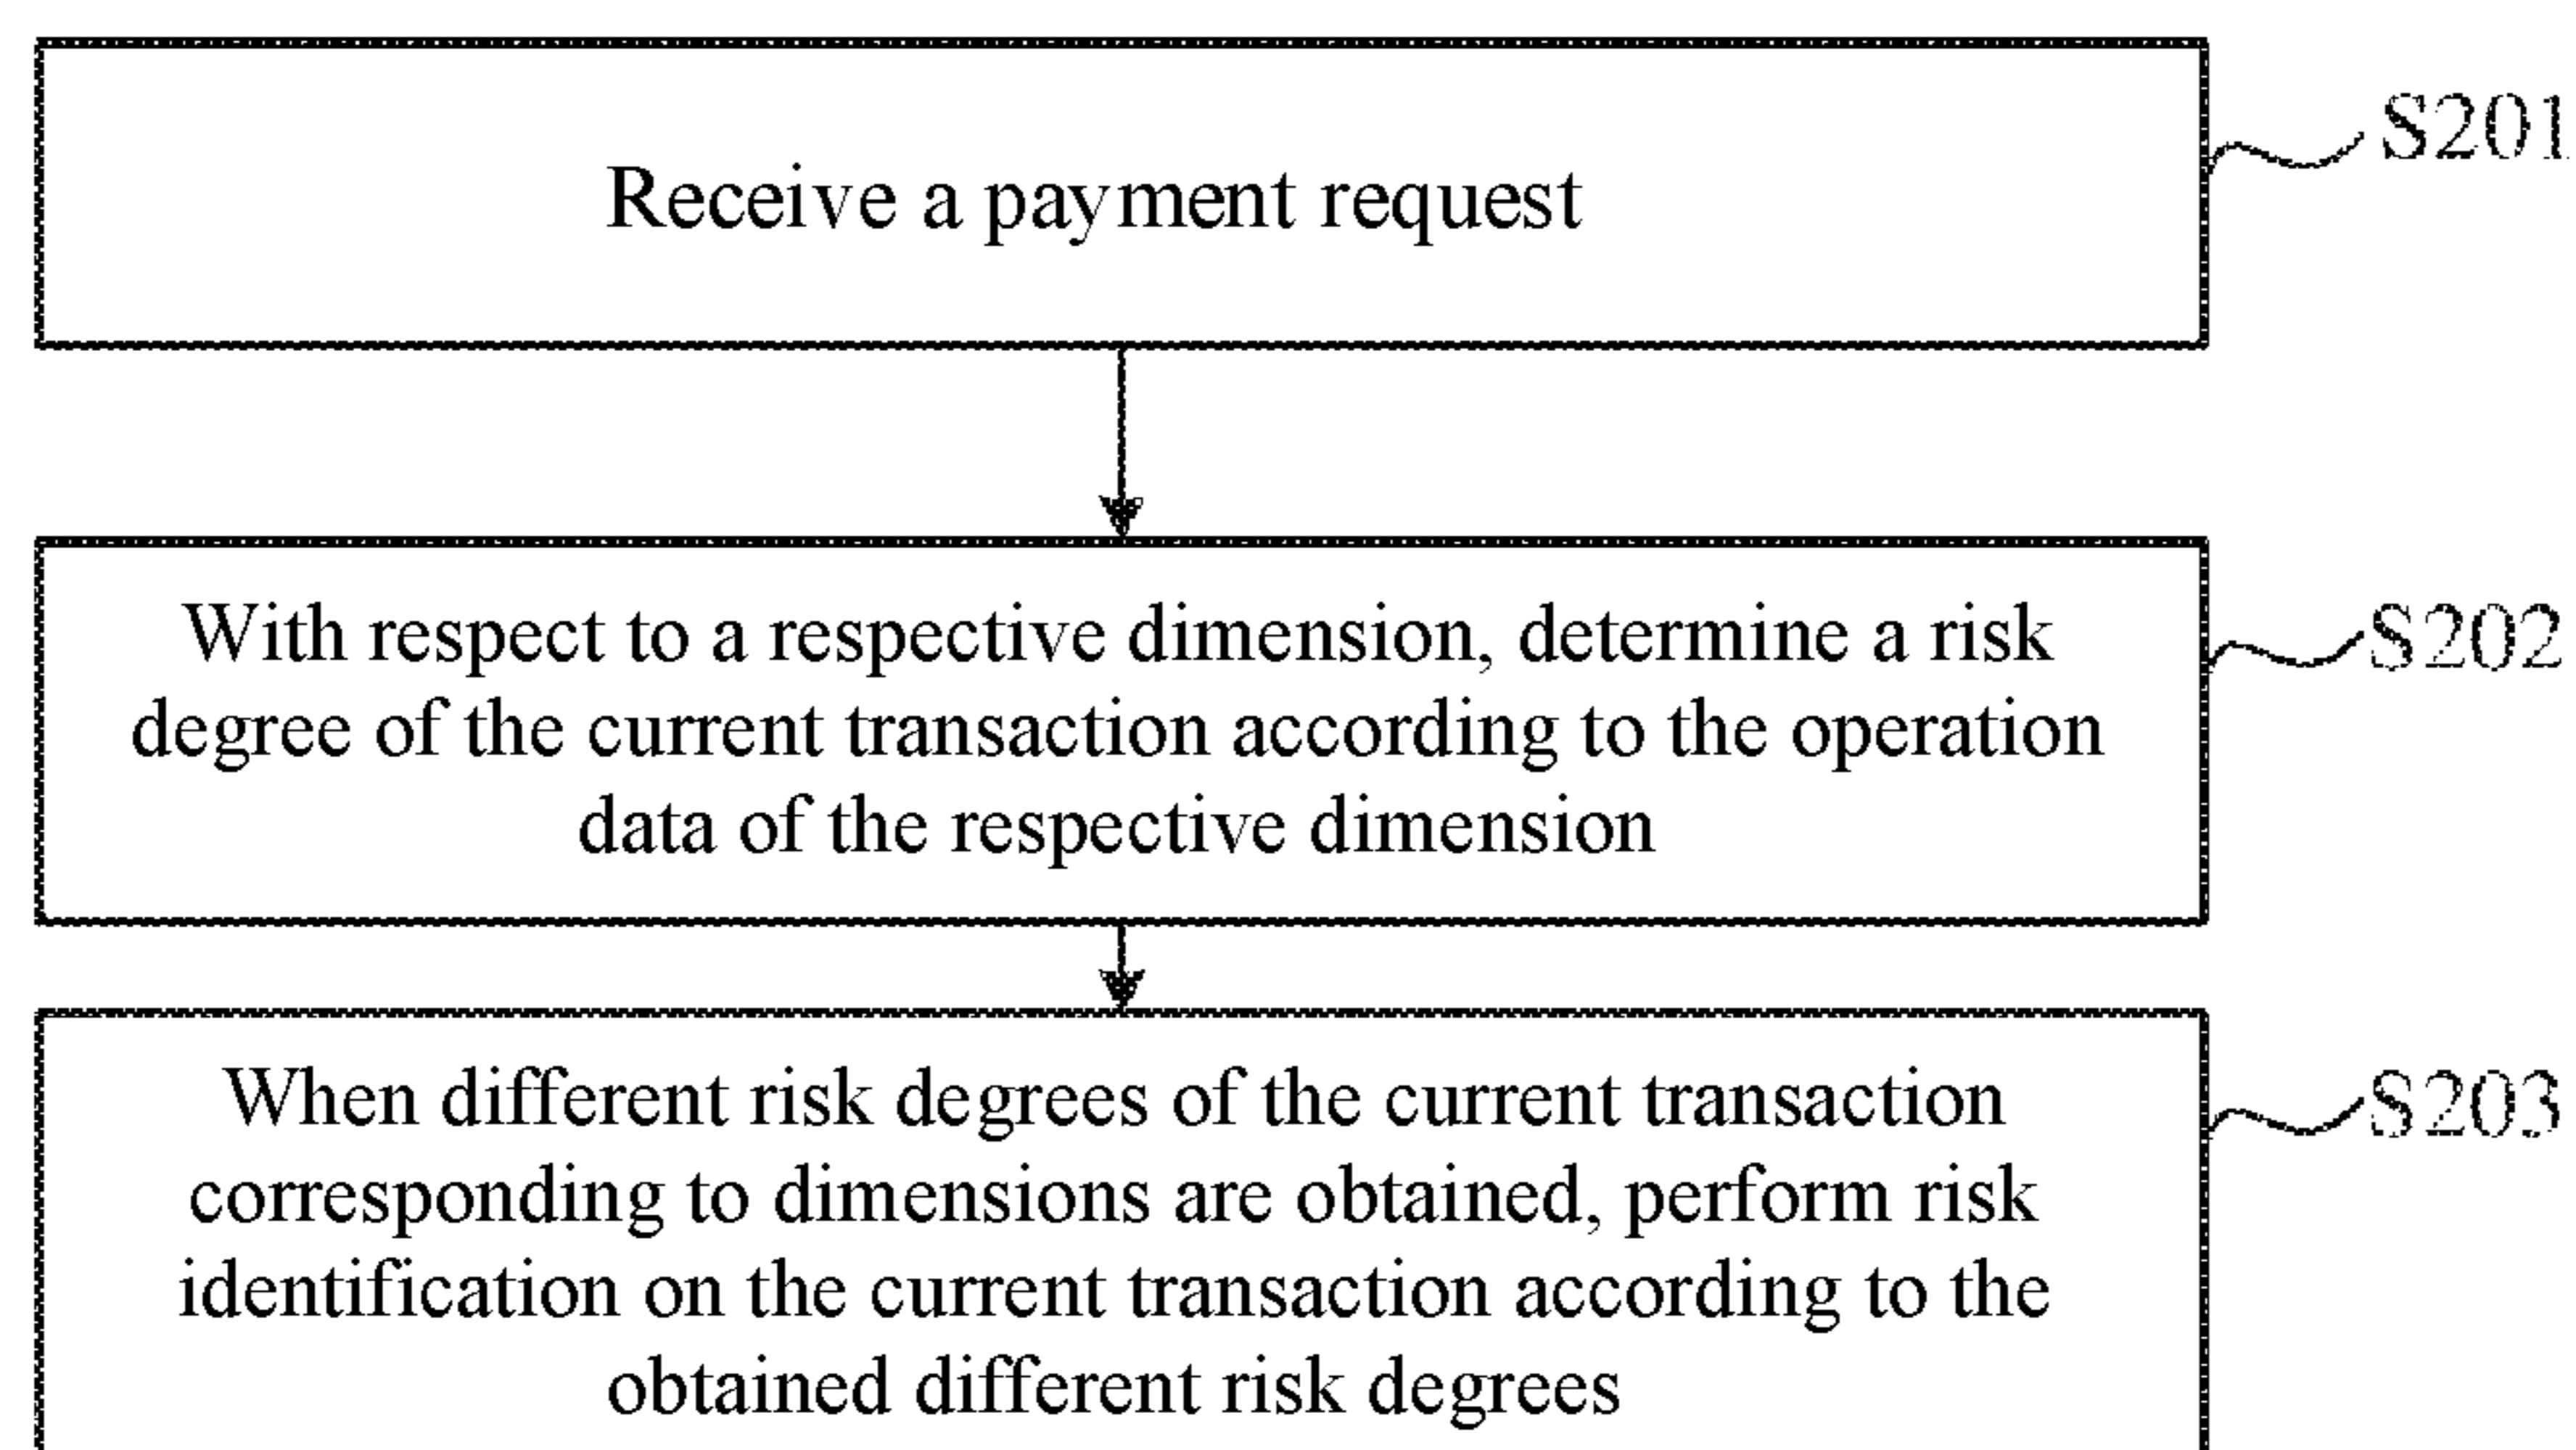 Receive a payment request
S201
With respect to a respective dimension, determine a risk
degree of the current transaction according to the operation
data of the respective dimension
S202
When different risk degrees of the current transaction
corresponding to dimensions are obtained, perform risk
identification on the current transaction according to the
obtained different risk degrees
S203